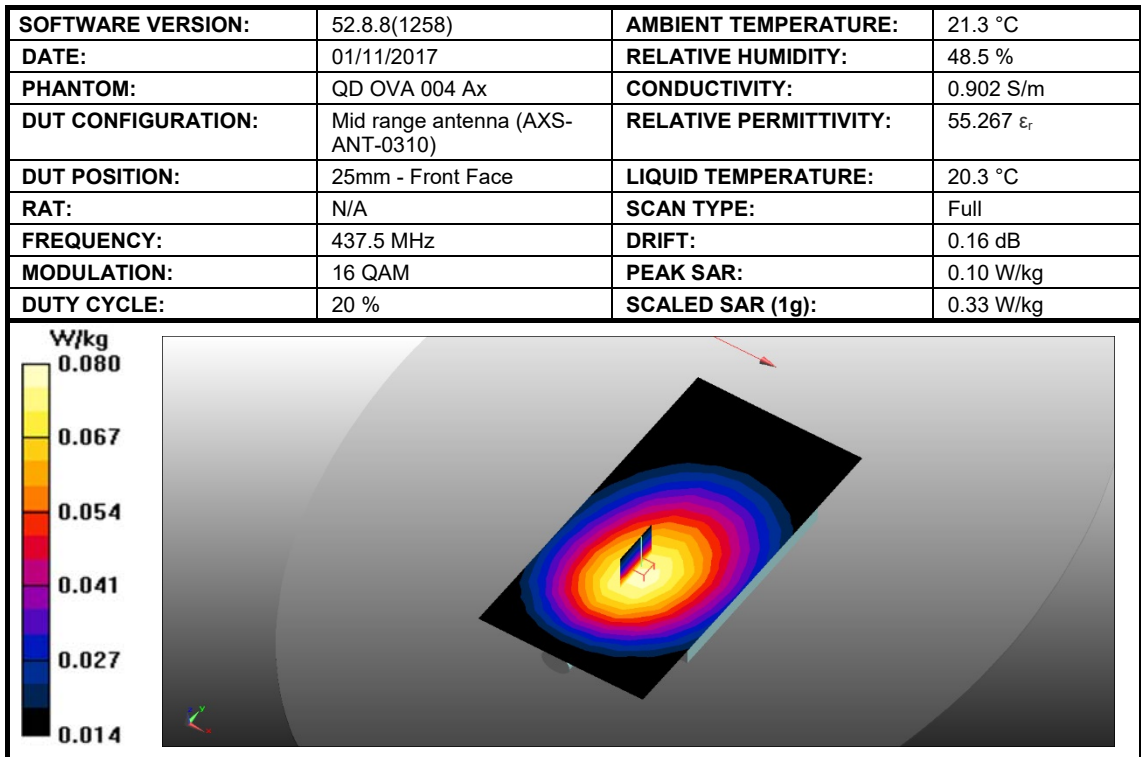 SOFTWARE VERSION: 52.8.8(1258) AMBIENT TEMPERATURE: 21.3 °C
DATE: 01/11/2017 RELATIVE HUMIDITY: 48.5 %
PHANTOM: QD OVA 004 Ax CONDUCTIVITY: 0.902 S/m
DUT CONFIGURATION: Mid range antenna (AXS-
ANT-0310) RELATIVE PERMITTIVITY: 55.267 εr
DUT POSITION: 25mm - Front Face LIQUID TEMPERATURE: 20.3 °C
RAT: N/A SCAN TYPE: Full
FREQUENCY: 437.5 MHz DRIFT: 0.16 dB
MODULATION: 16 QAM PEAK SAR: 0.10 W/kg
DUTY CYCLE: 20 % SCALED SAR (1g): 0.33 W/kg
W/kg
0.080
0.067
0.054
0.041
0.027
0.014
z y
x